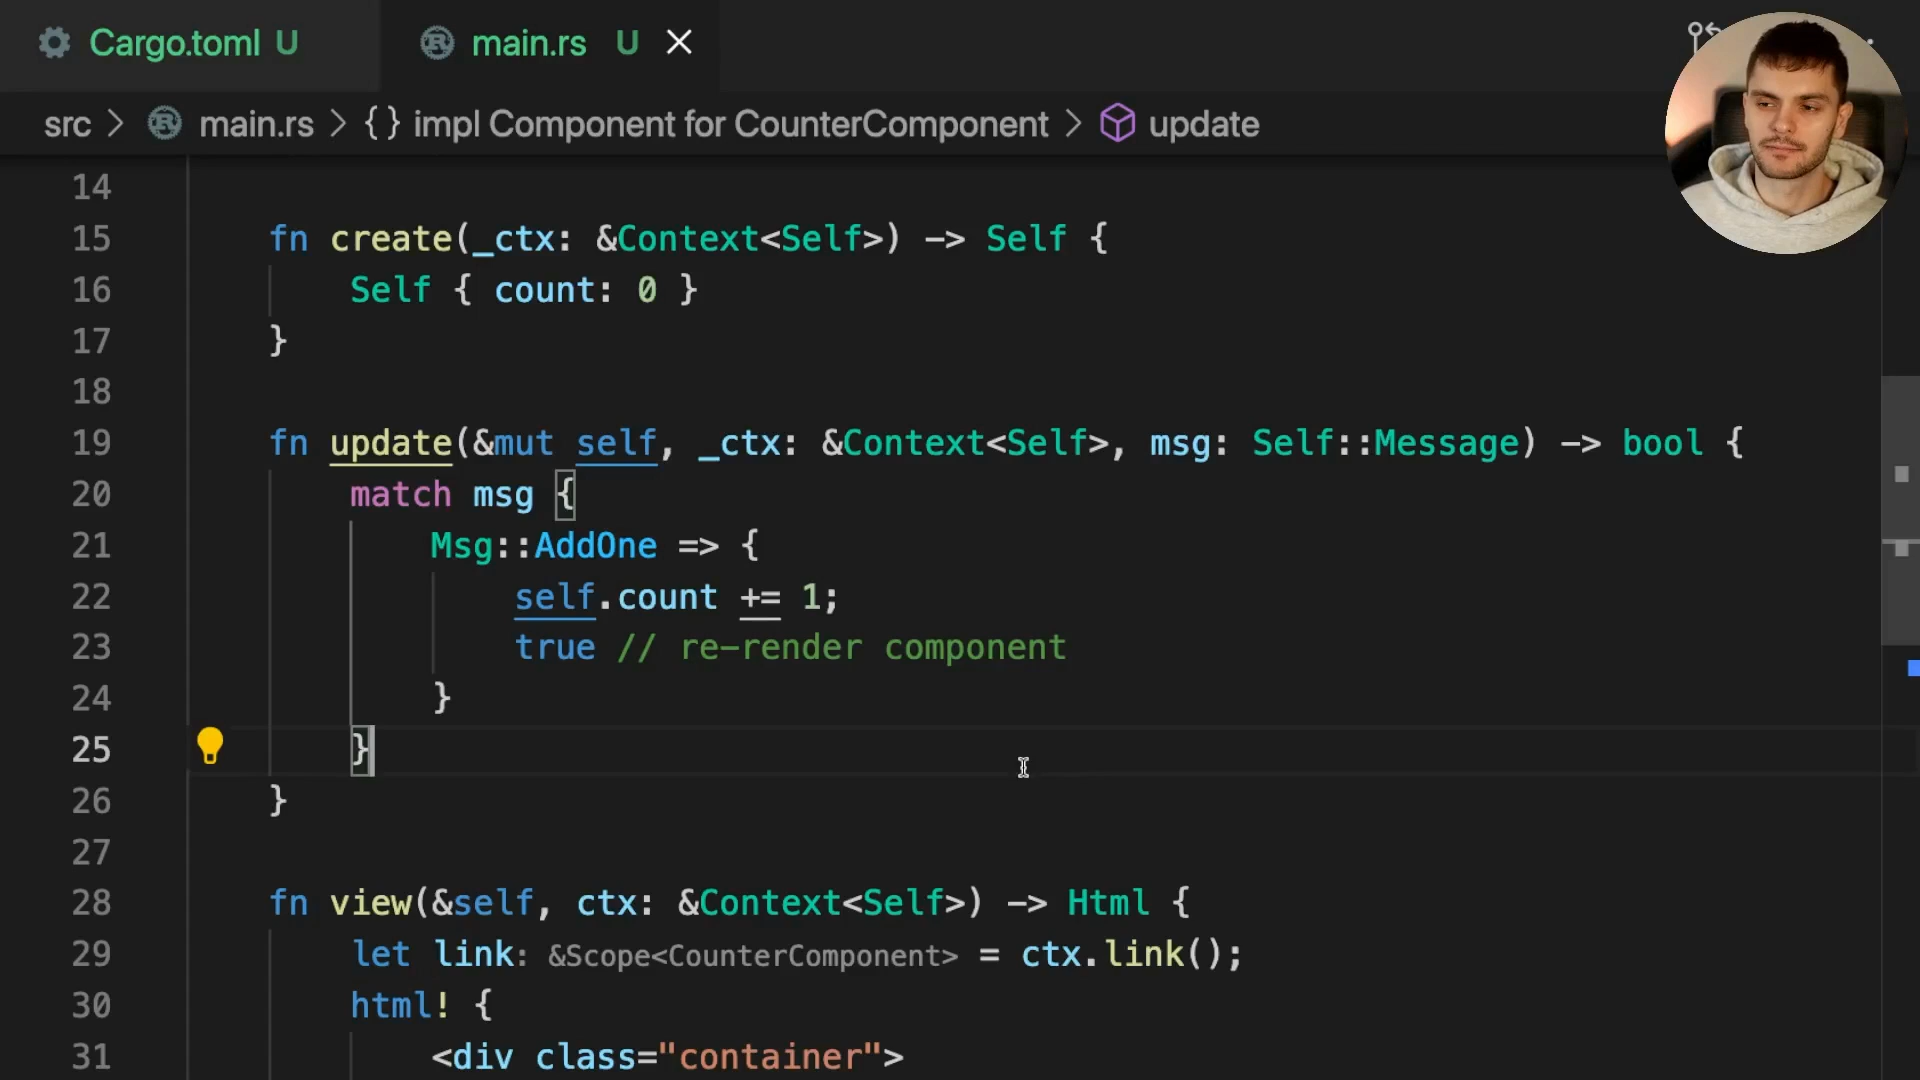 Cargo.toml U
main.rs U
src > main.rs > {} impl Component for CounterComponent > update
14
15 fn create(_ctx: &Context<Self>) -> Self {
16 Self { count: 0 }
17 }
18
19 fn update(&mut self, _ctx: &Context<Self>, msg: Self::Message) -> bool {
20 match msg {
21 Msg::AddOne => {
22 self.count += 1;
23 true // re-render component
24 }
25 }
26 }
27
28 fn view(&self, ctx: &Context<Self>) -> Html {
29 let link: &Scope<CounterComponent> = ctx.link();
30 html! {
31 <div class="container">